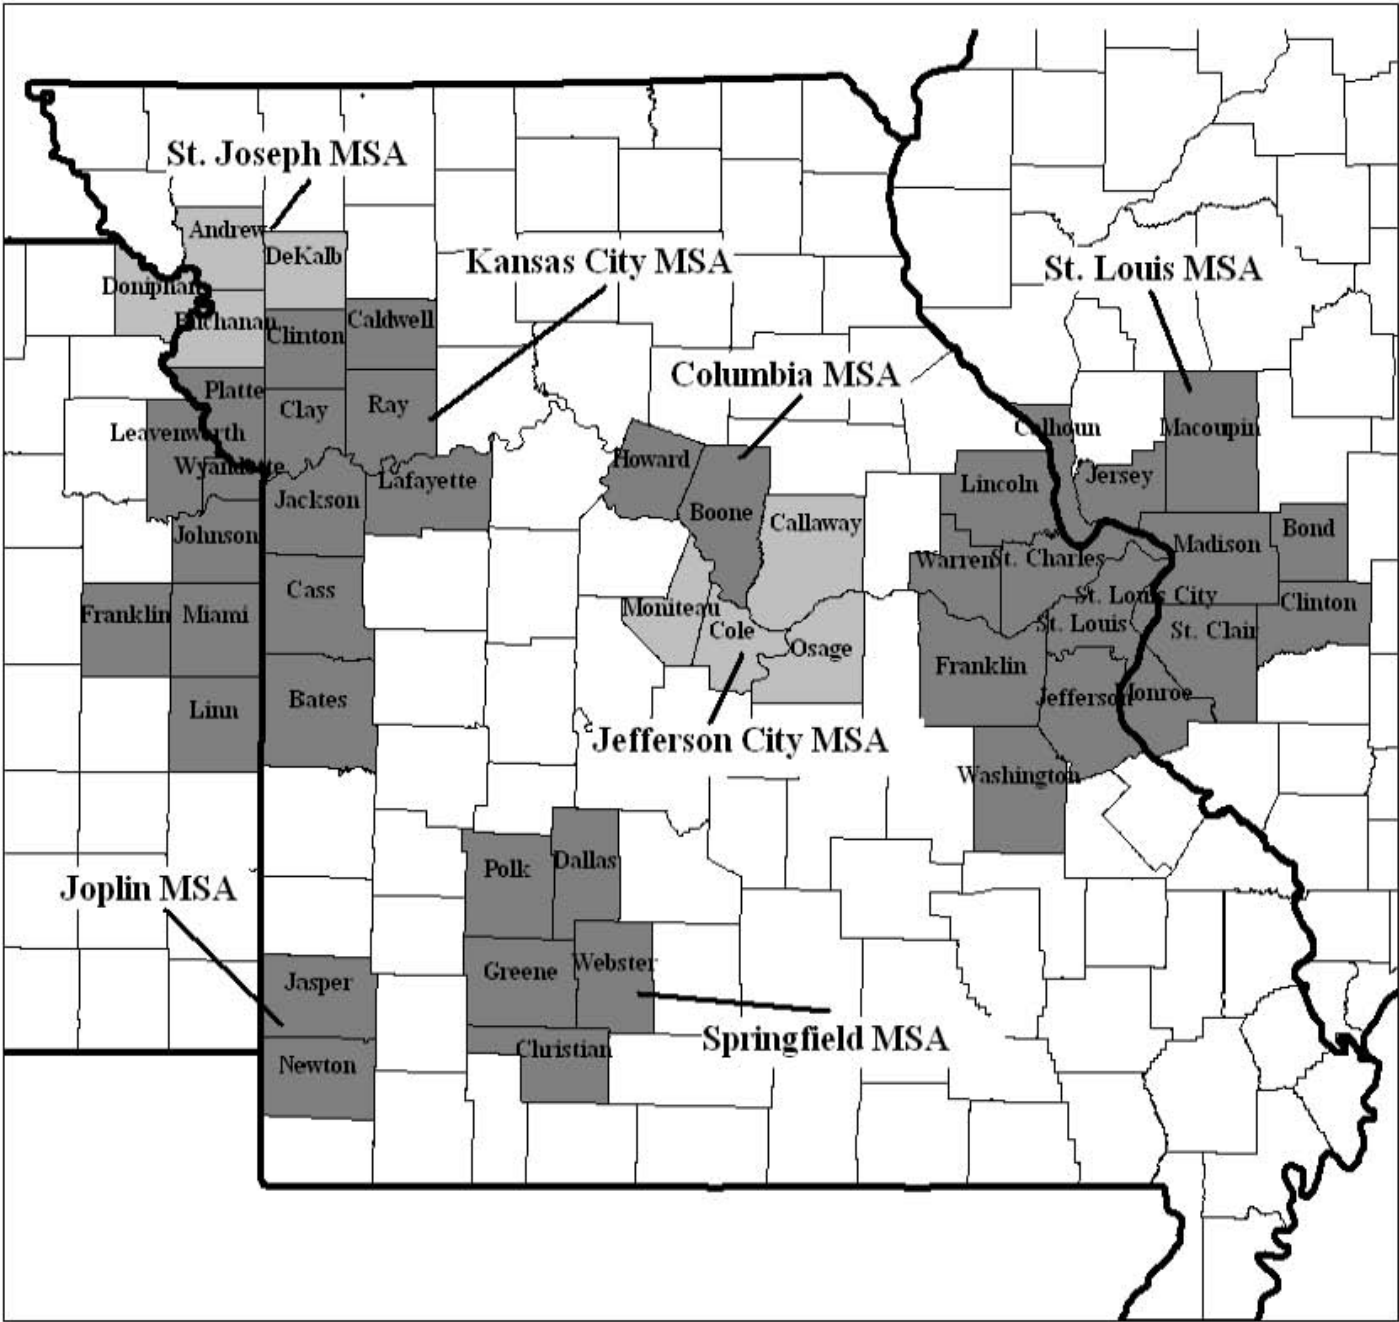 St. Joseph MSA
Andrew
DeKalb
Kansas City MSA
St. Louis MSA
Doniphan
Buchanan
Clinton
Caldwell
Columbia MSA
Platte
Clay
Ray
Leavenworth
Calhoun
Macoupin
Wyandotte
Howard
Jackson
Lafayette
Lincoln
Jersey
Boone
Callaway
Johnson
Bond
Madison
Warren
St. Charles
Cass
St. Louis City
Clinton
Franklin
Miami
Moniteau
Cole
St. Louis
St. Clair
Osage
Franklin
Linn
Bates
Jefferson
Monroe
Jefferson City MSA
Washington
Polk
Dallas
Joplin MSA
Jasper
Greene
Webster
Springfield MSA
Christian
Newton